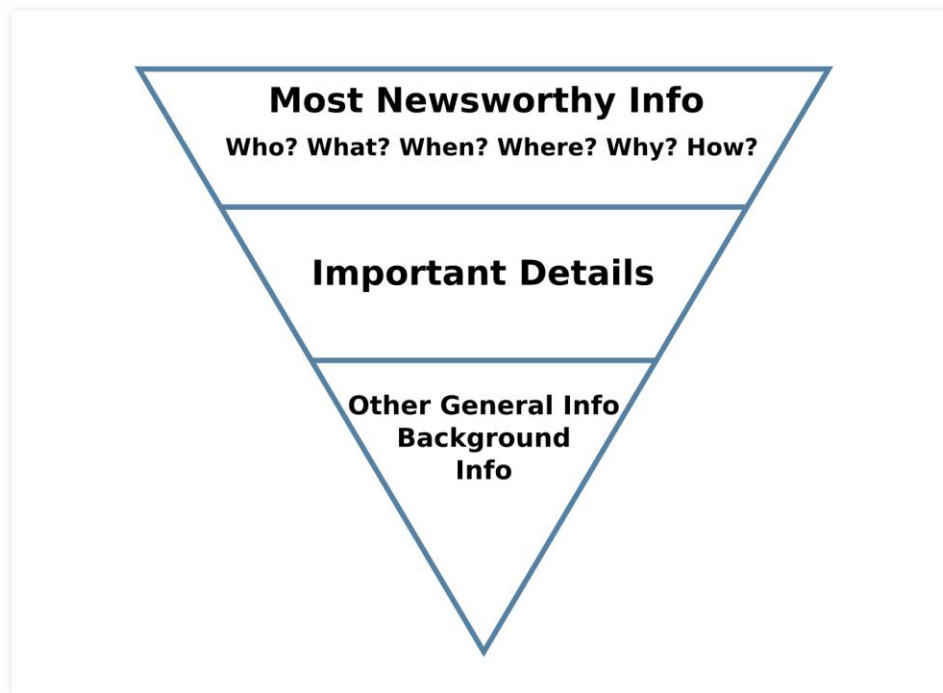 Most Newsworthy Info
Who? What? When? Where? Why? How?
Important Details
Other General Info
Background
Info